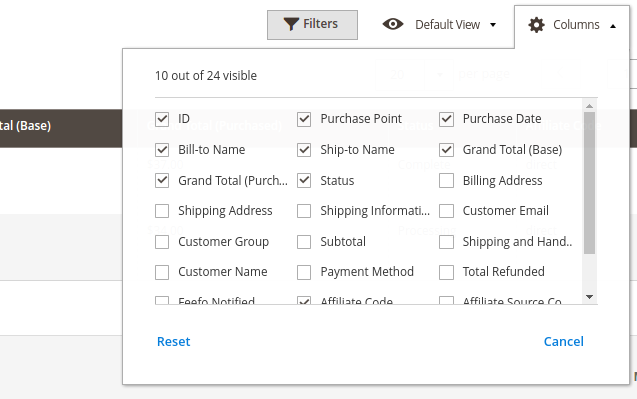 Filters Default View Columns
10 out of 24 visible
tal (Base)
ID Purchase Point Purchase Date
Bill-to Name Ship-to Name Grand Total (Base)
Grand Total (Purch... Status Billing Address
Shipping Address Shipping Informati... Customer Email
Customer Group Subtotal Shipping and Hand..
Customer Name Payment Method Total Refunded
Feefo Notified Affiliate Code Affiliate Source Co
Reset Cancel